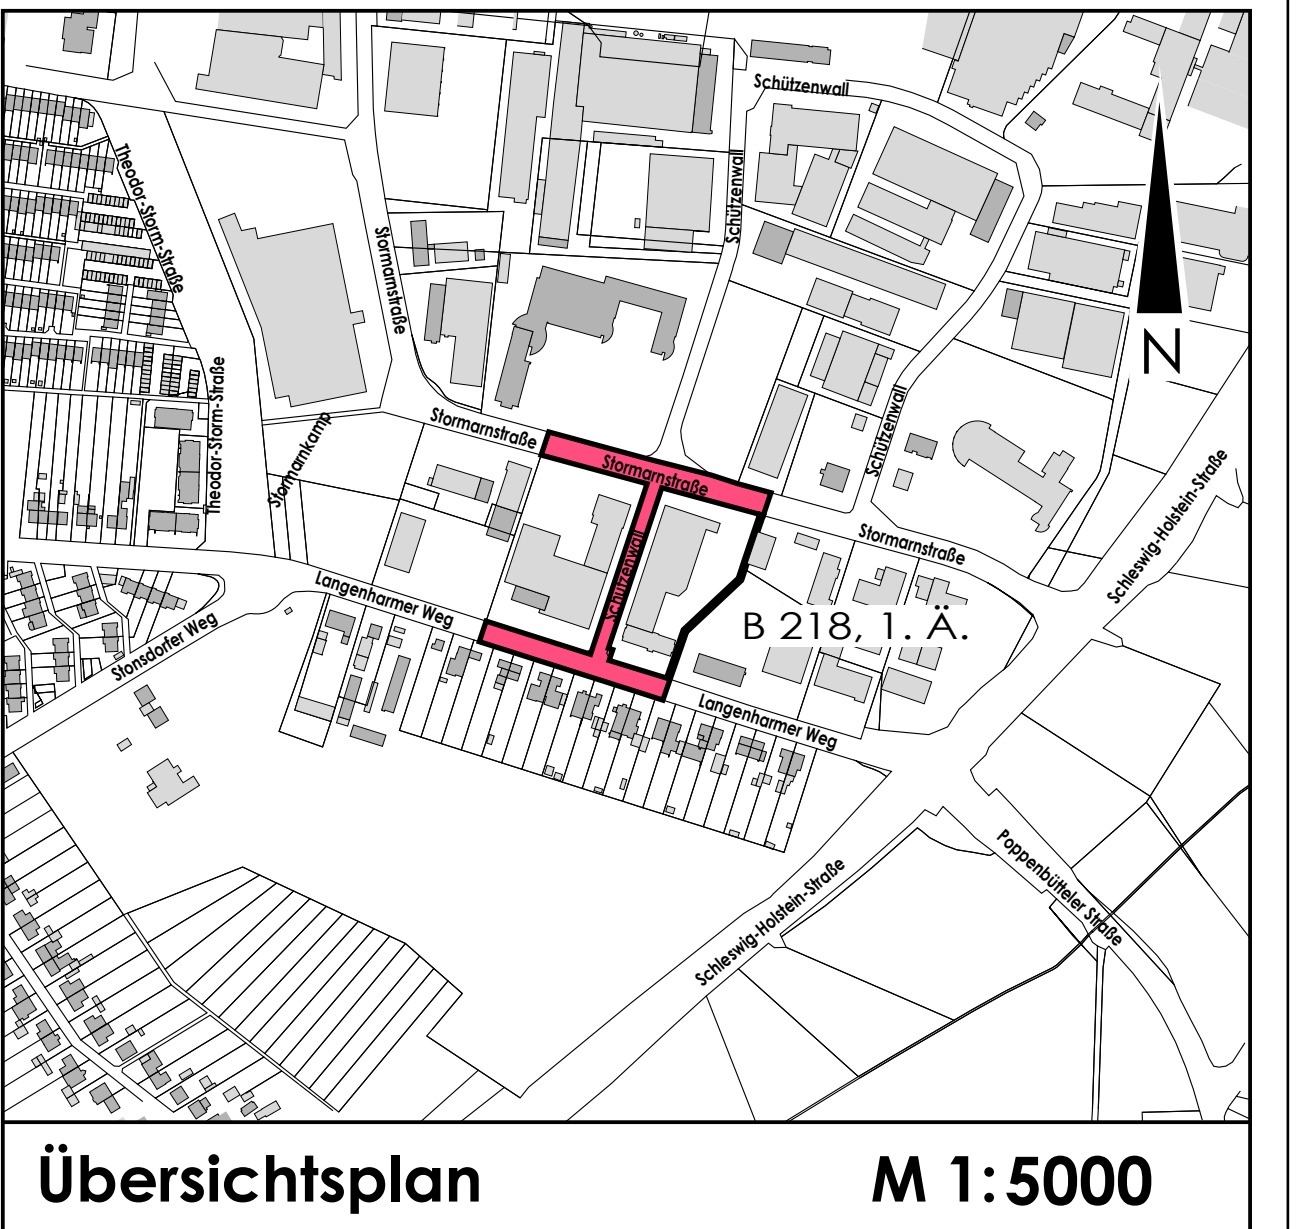 Schützenwall
Theodor-Storm-Straße
Schützenwall
Stormarnstraße
Theodor-Storm-Straße
Schützenwall
Stormarnstraße
Stormarnkamp
Stormarnstraße
Schleswig-Holstein-Straße
Schützenwall
Stormarnstraße
Langenharmer Weg
Stonsdorfer Weg
B 218, 1. Ä.
Langenharmer Weg
Poppenbütteler Straße
Schleswig-Holstein-Straße
N
Übersichtsplan M 1: 5000